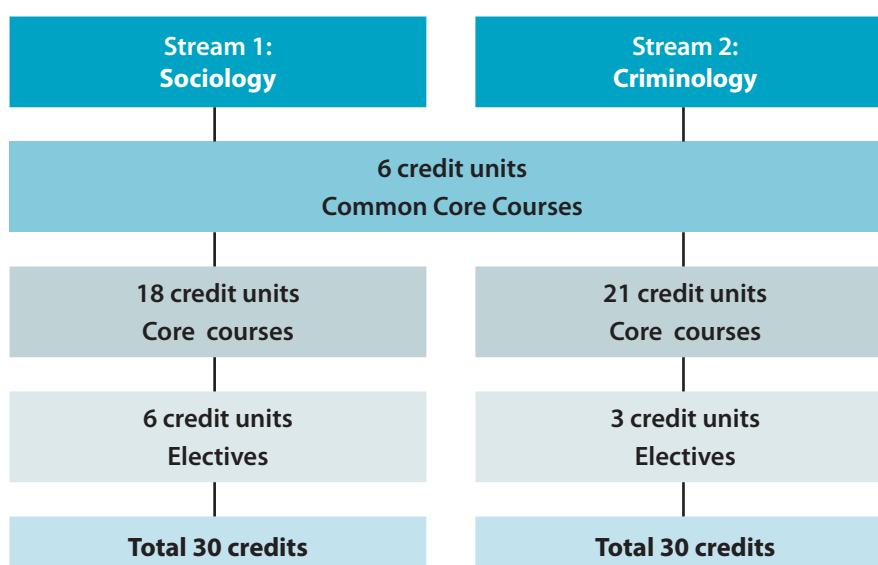 Stream 1:
Sociology
Stream 2:
Criminology
6 credit units
Common Core Courses
18 credit units
Core courses
21 credit units
Core courses
6 credit units
Electives
3 credit units
Electives
Total 30 credits
Total 30 credits